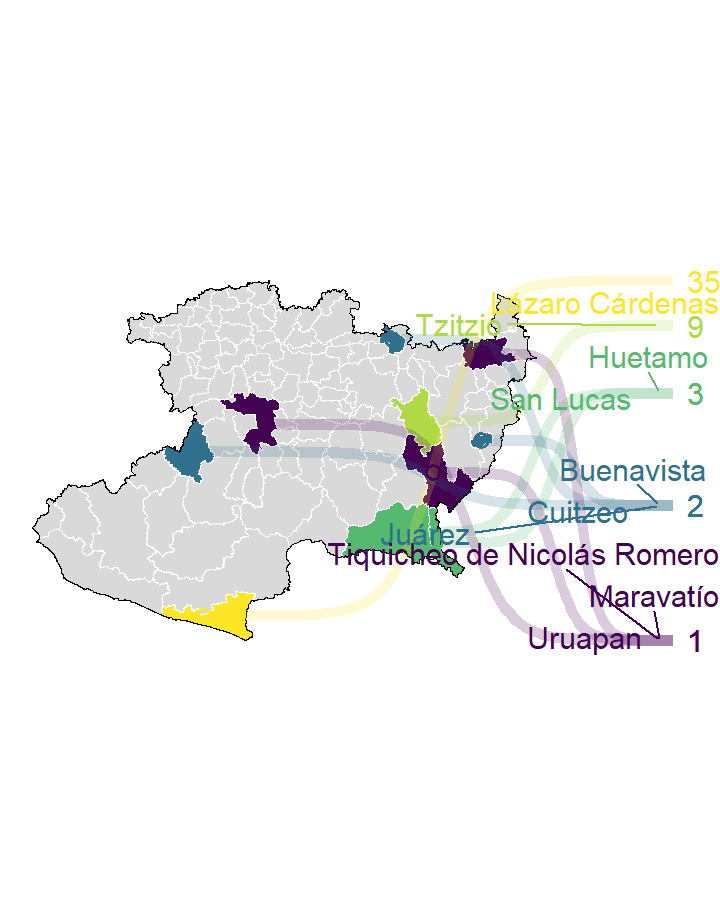 35
Lázaro Cárdenas
Tzitzio
9
Huetamo
3
San Lucas
Buenavista
2
Cuitzeo
Juárez
Tiquicheo de Nicolás Romero
Maravatío
Uruapan
1